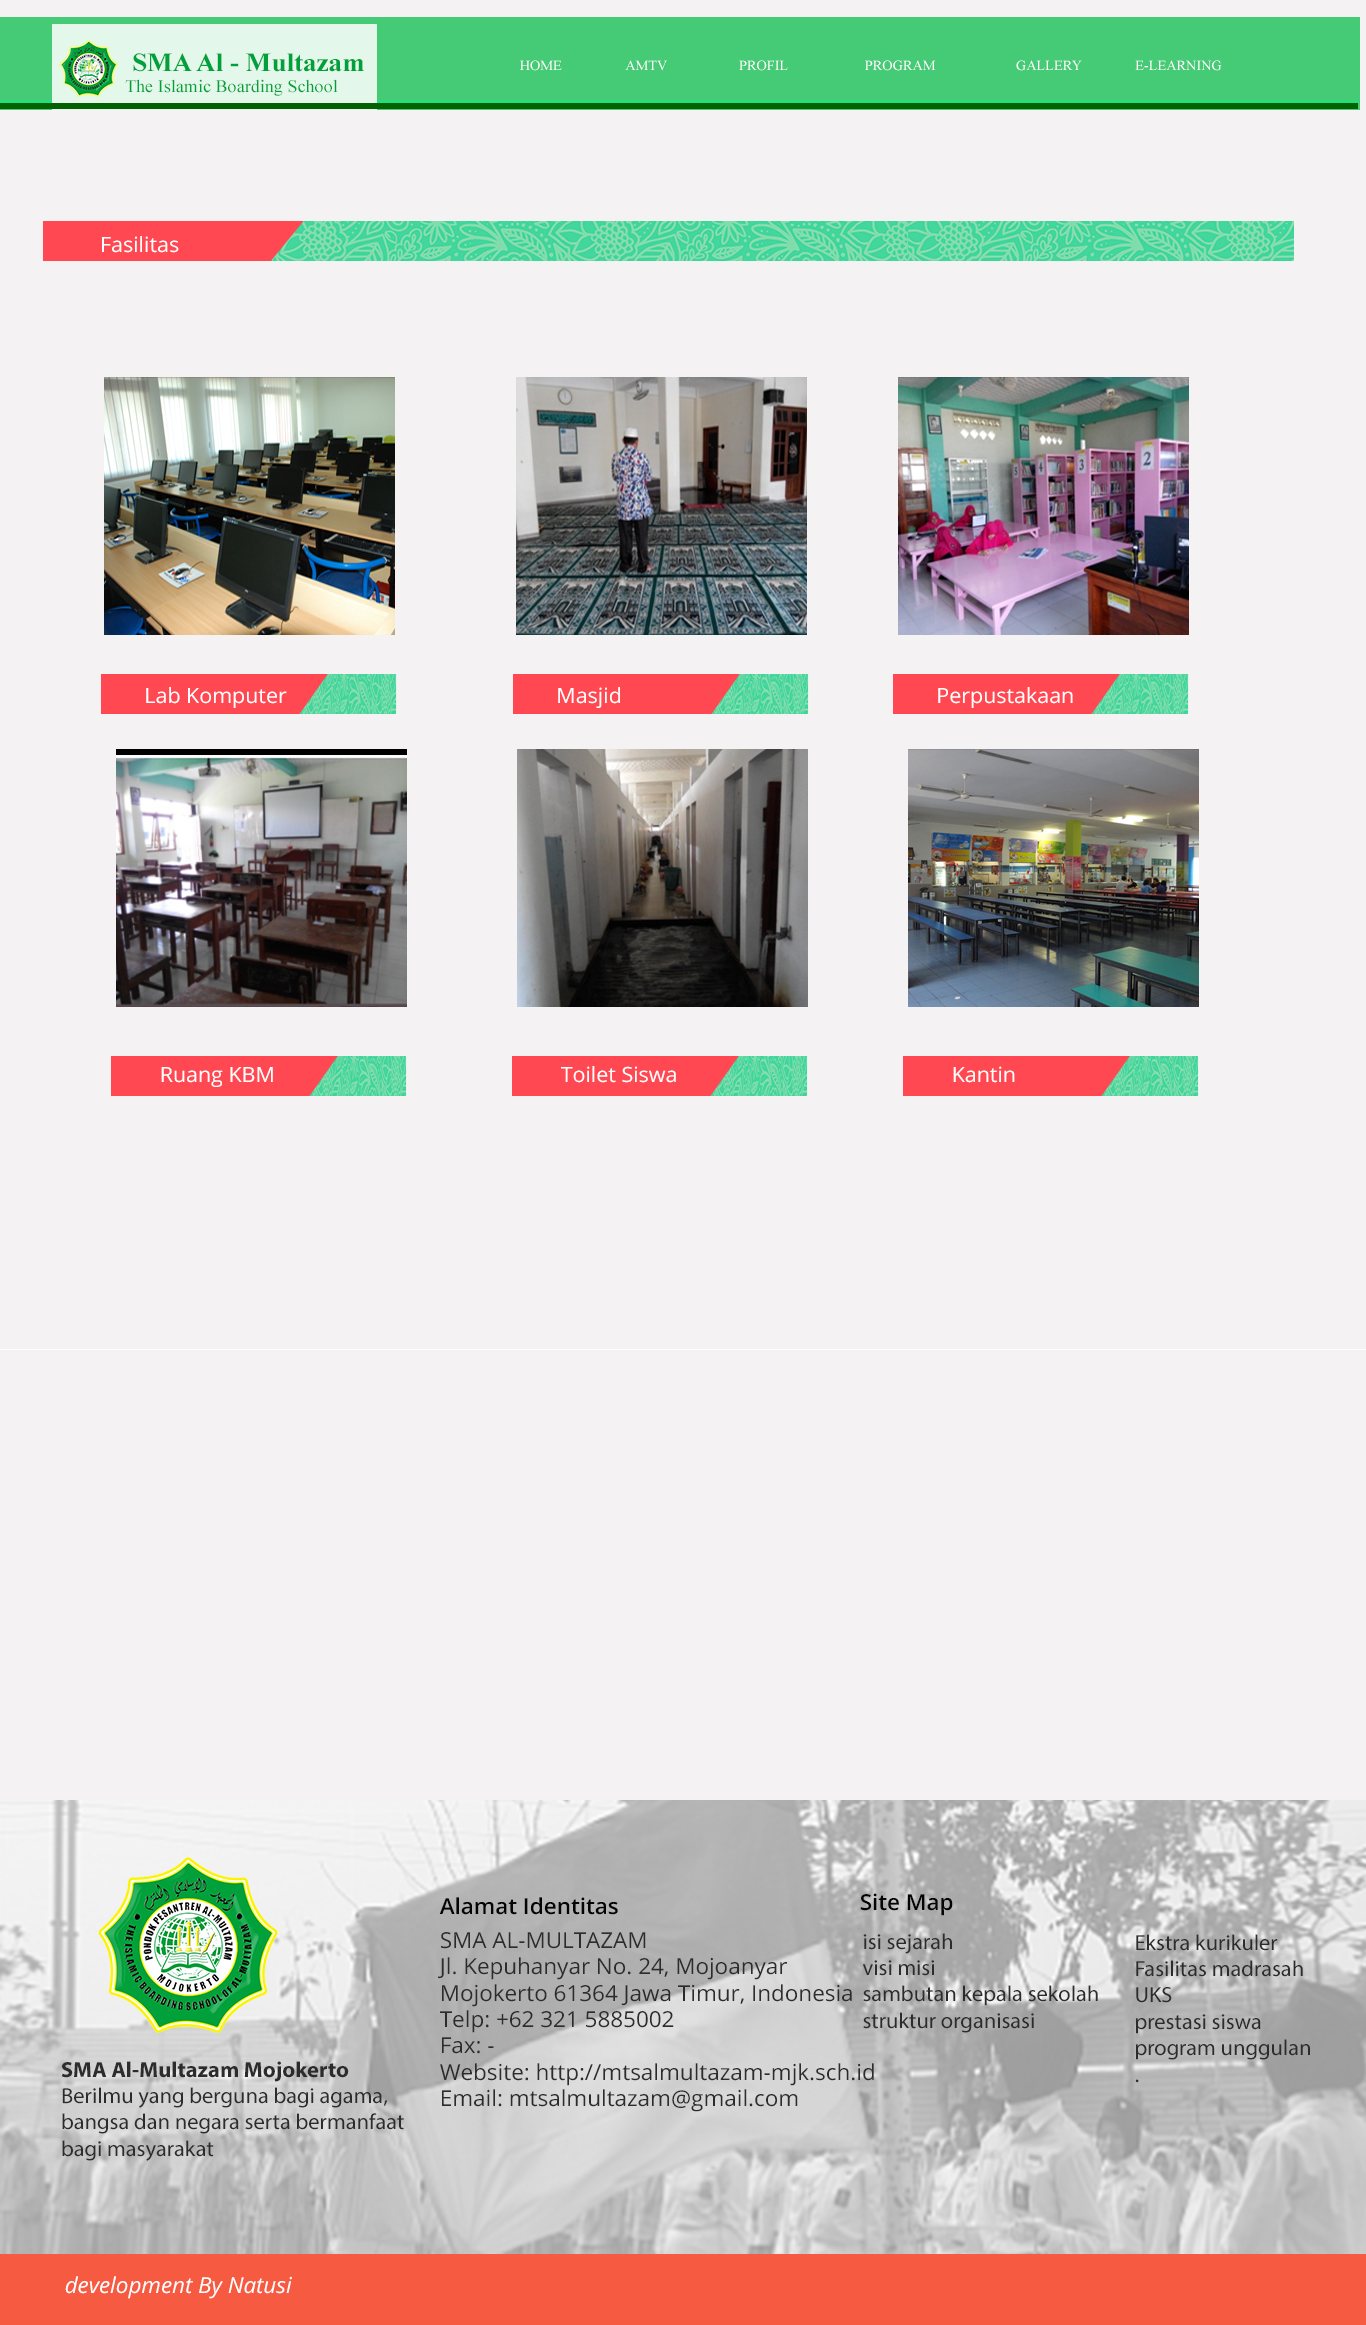 SMA Al - Multazam
The Islamic Boarding School
HOME
AMTV
PROFIL
PROGRAM
GALLERY
E-LEARNING
Fasilitas
5
4
3
2
Lab Komputer
Masjid
Perpustakaan
Ruang KBM
Toilet Siswa
Kantin
PONDOK PESANTREN AL-MULTAZAM
MOJOKERTO
THE ISLAMIC BOARDING SCHOOL OF AL-MULTAZAM
SMA Al-Multazam Mojokerto
Berilmu yang berguna bagi agama,
bangsa dan negara serta bermanfaat
bagi masyarakat
Alamat Identitas
SMA AL-MULTAZAM
Jl. Kepuhanyar No. 24, Mojoanyar
Mojokerto 61364 Jawa Timur, Indonesia
Telp: +62 321 5885002
Fax: -
Website: http://mtsalmultazam-mjk.sch.id
Email: mtsalmultazam@gmail.com
Site Map
isi sejarah
visi misi
sambutan kepala sekolah
struktur organisasi
Ekstra kurikuler
Fasilitas madrasah
UKS
prestasi siswa
program unggulan
.
development By Natusi